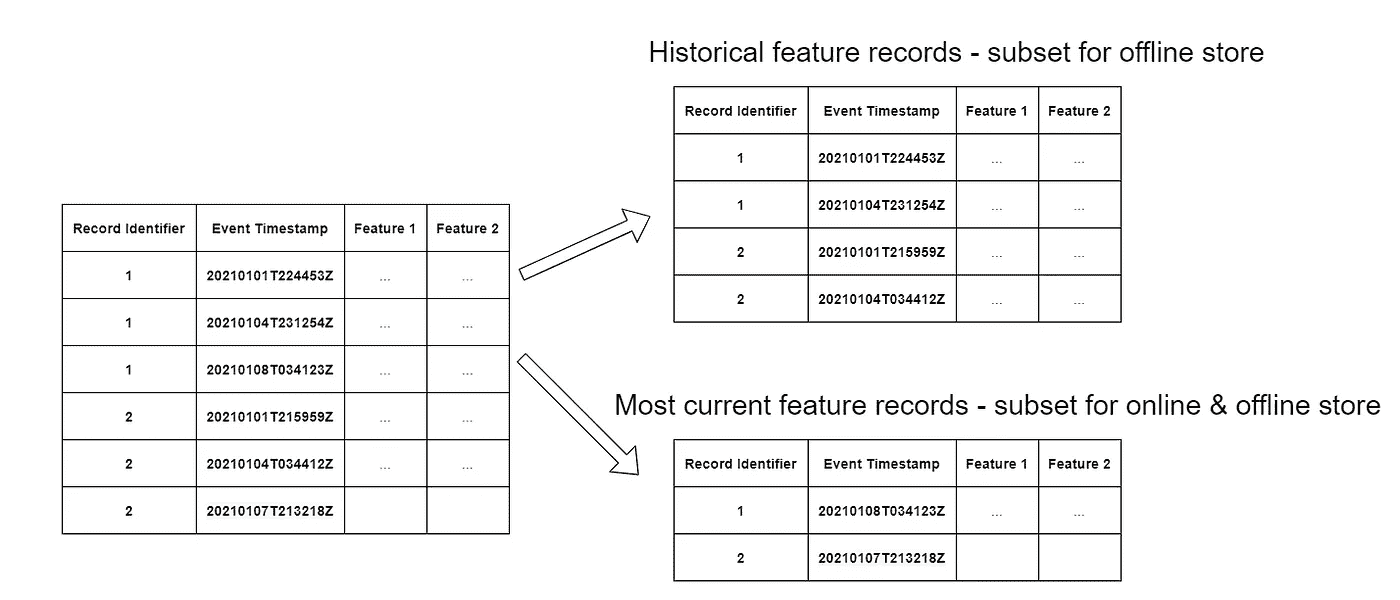 Historical feature records - subset for offline store
Record Identifier Event Timestamp Feature 1 Feature 2
1 20210101T224453Z ... ...
1 20210104T231254Z ... ...
2 20210101T215959Z ... ...
2 20210104T034412Z ... ...
Record Identifier Event Timestamp Feature 1 Feature 2
1 20210101T224453Z ... ...
1 20210104T231254Z ... ...
1 20210108T034123Z ... ...
2 20210101T215959Z ... ...
2 20210104T034412Z ... ...
2 20210107T213218Z
Most current feature records - subset for online & offline store
Record Identifier Event Timestamp Feature 1 Feature 2
1 20210108T034123Z ... ...
2 20210107T213218Z